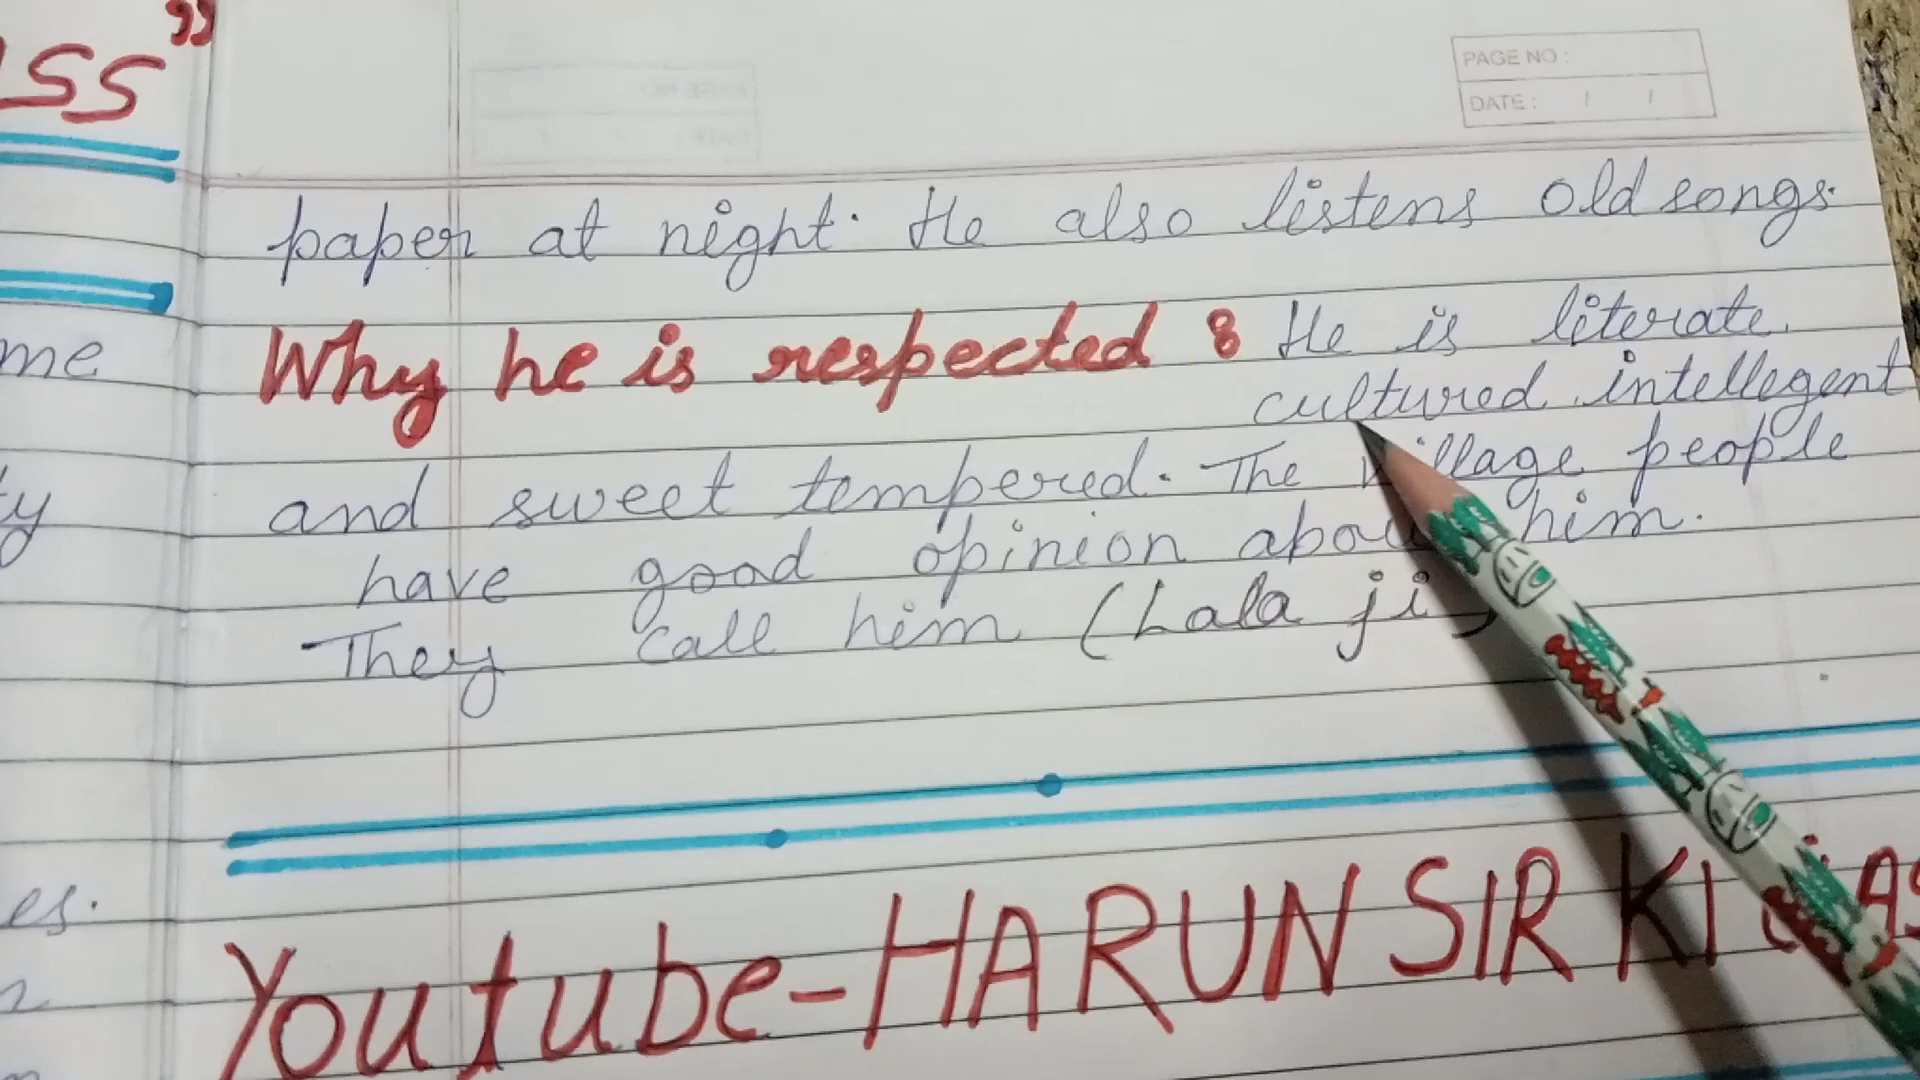 ss”
me
y
es.
PAGE NO :
DATE : / /
paper at night. He also listens old songs.
Why he is respected : He is literate.
cultured intellegent
and sweet tempered. The village people
have good opinion about him.
They call him (Lala ji)
Youtube-HARUN SIR KI